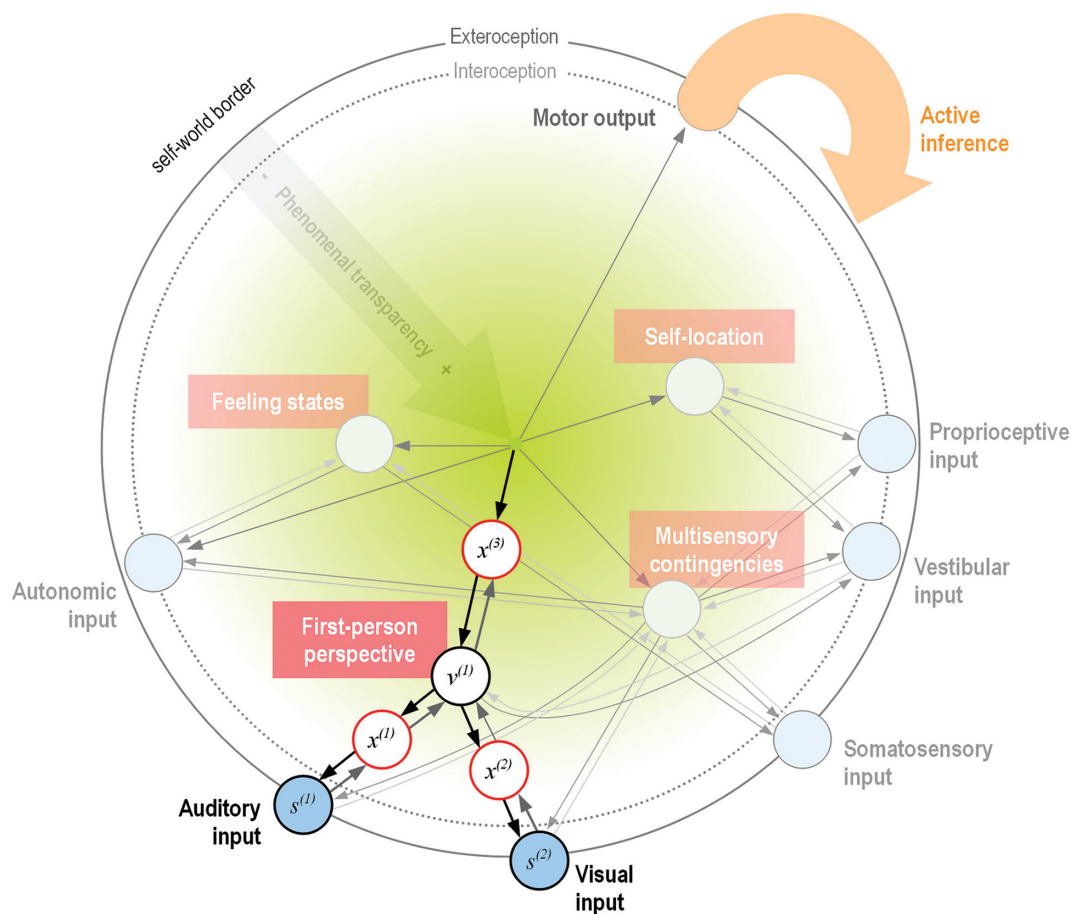 Exteroception
Interoception
self-world border
Motor output
Active
inference
- Phenomenal transparency +
Self-location
Feeling states
Proprioceptive
input
x(3)
Multisensory
contingencies
Autonomic
input
Vestibular
input
First-person
perspective
v(1)
x(1)
x(2)
Somatosensory
input
Auditory
input
s(1)
s(2)
Visual
input